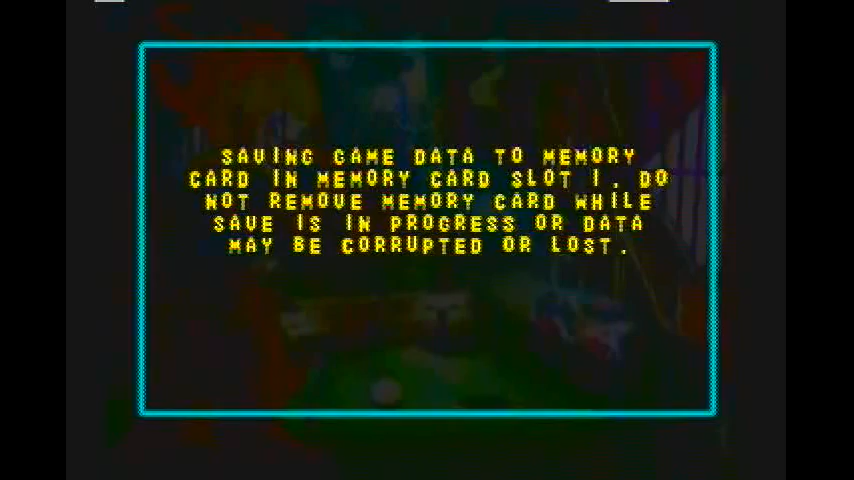 SAVING GAME DATA TO MEMORY
CARD IN MEMORY CARD SLOT 1. DO
NOT REMOVE MEMORY CARD WHILE
SAVE IS IN PROGRESS OR DATA
MAY BE CORRUPTED OR LOST.